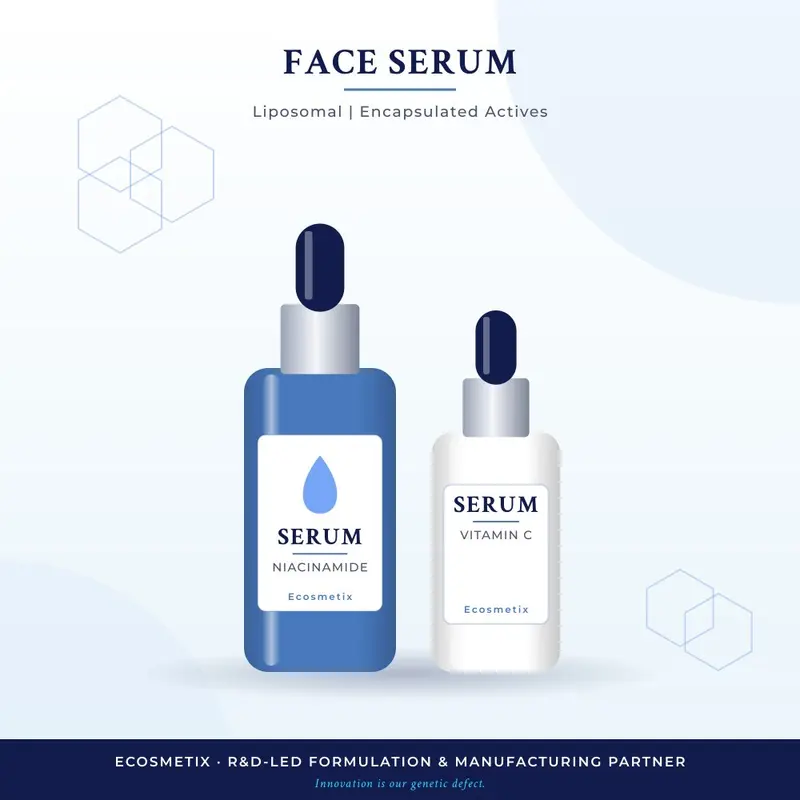 FACE SERUM
Liposomal | Encapsulated Actives
SERUM
NIACINAMIDE
Ecosmetix
SERUM
VITAMIN C
Ecosmetix
ECOSMETIX · R&D-LED FORMULATION & MANUFACTURING PARTNER
Innovation is our genetic defect.